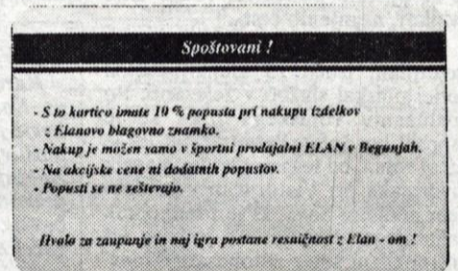 Spoštovani !
- S to kartico imate 10 % popusta pri nakupu izdelkov
z Elanovo blagovno znamko.
- Nakup je možen samo v športni prodajalni ELAN v Begunjah.
- Na akcijske cene ni dodatnih popustov.
- Popusti se ne seštevajo.
Hvala za zaupanje in naj igra postane resničnost z Elan - om !